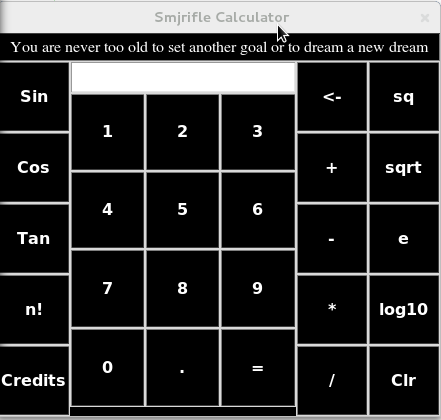 Smjrifle Calculator
You are never too old to set another goal or to dream a new dream
Sin
<-
sq
1 2 3
Cos
+
sqrt
4 5 6
Tan
-
e
7 8 9
n!
*
log10
0 . =
Credits
/
Clr